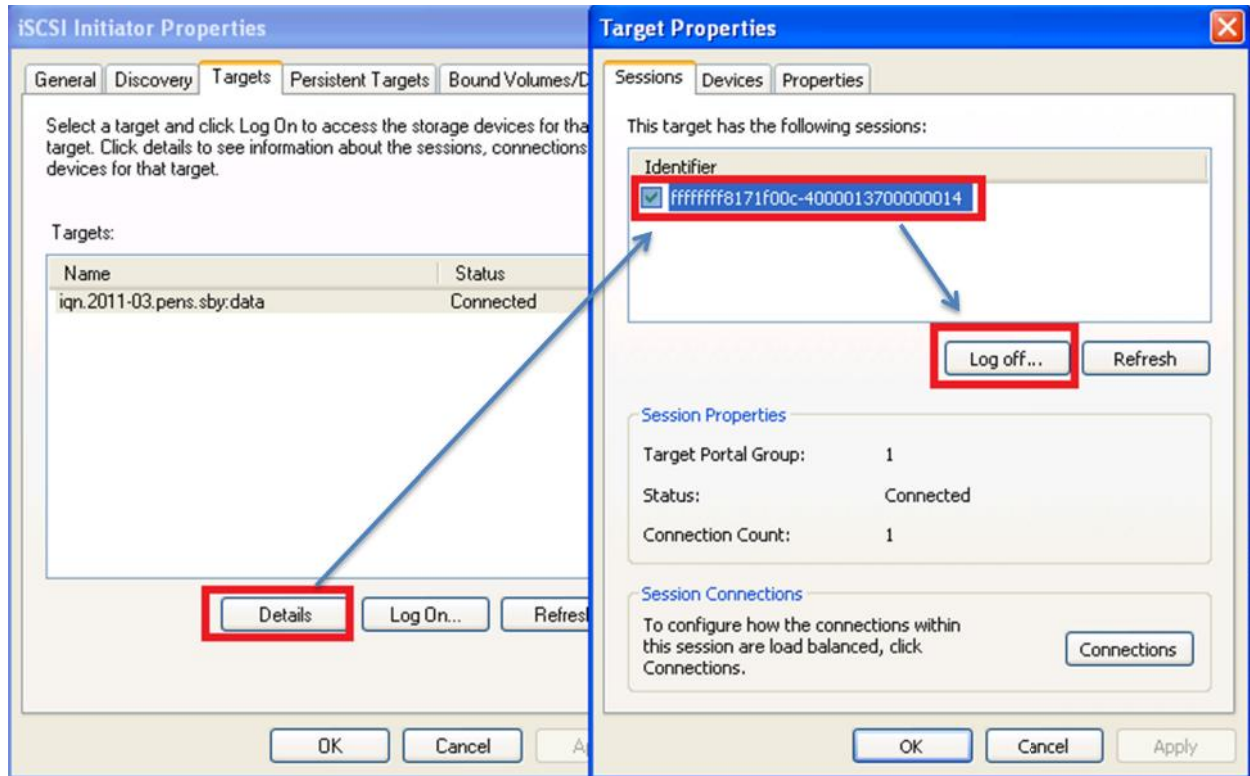 iSCSI Initiator Properties
General Discovery Targets Persistent Targets Bound Volumes/D
Select a target and click Log On to access the storage devices for tha
target. Click details to see information about the sessions, connections
devices for that target.
Targets:
Name Status
iqn.2011-03.pens.sby:data Connected
Details Log On... Refres
OK Cancel A
Target Properties
Sessions Devices Properties
This target has the following sessions:
Identifier
ffffffff8171f00c-4000013700000014
Log off... Refresh
Session Properties
Target Portal Group: 1
Status: Connected
Connection Count: 1
Session Connections
To configure how the connections within
this session are load balanced, click
Connections.
Connections
OK Cancel Apply